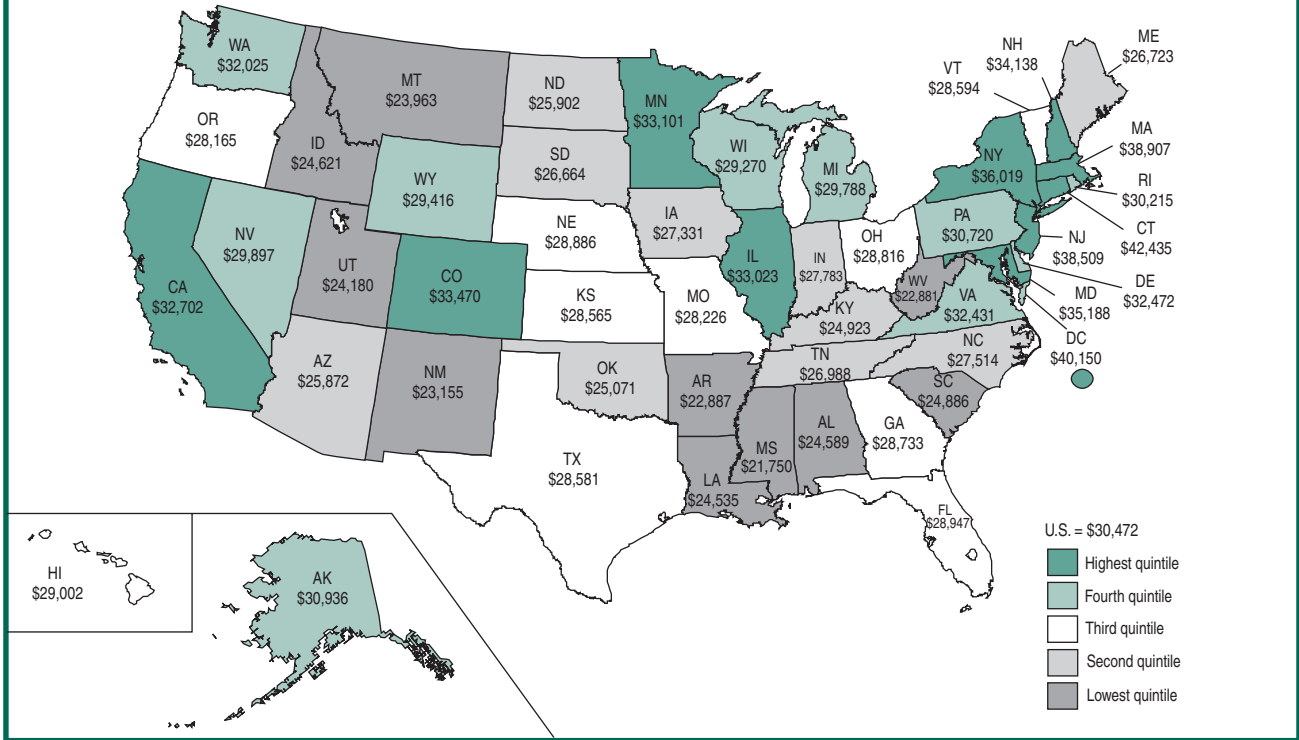 WA
$32,025
OR
$28,165
CA
$32,702
NV
$29,897
ID
$24,621
MT
$23,963
WY
$29,416
UT
$24,180
CO
$33,470
AZ
$25,872
NM
$23,155
ND
$25,902
SD
$26,664
NE
$28,886
KS
$28,565
OK
$25,071
TX
$28,581
MN
$33,101
IA
$27,331
MO
$28,226
AR
$22,887
LA
$24,535
WI
$29,270
IL
$33,023
MI
$29,788
IN
$27,783
OH
$28,816
KY
$24,923
TN
$26,988
MS
$21,750
AL
$24,589
GA
$28,733
FL
$28,947
SC
$24,886
NC
$27,514
VA
$32,431
WV
$22,881
PA
$30,720
NY
$36,019
VT
$28,594
NH
$34,138
ME
$26,723
MA
$38,907
RI
$30,215
CT
$42,435
NJ
$38,509
DE
$32,472
MD
$35,188
DC
$40,150
HI
$29,002
AK
$30,936
U.S. = $30,472
Highest quintile
Fourth quintile
Third quintile
Second quintile
Lowest quintile